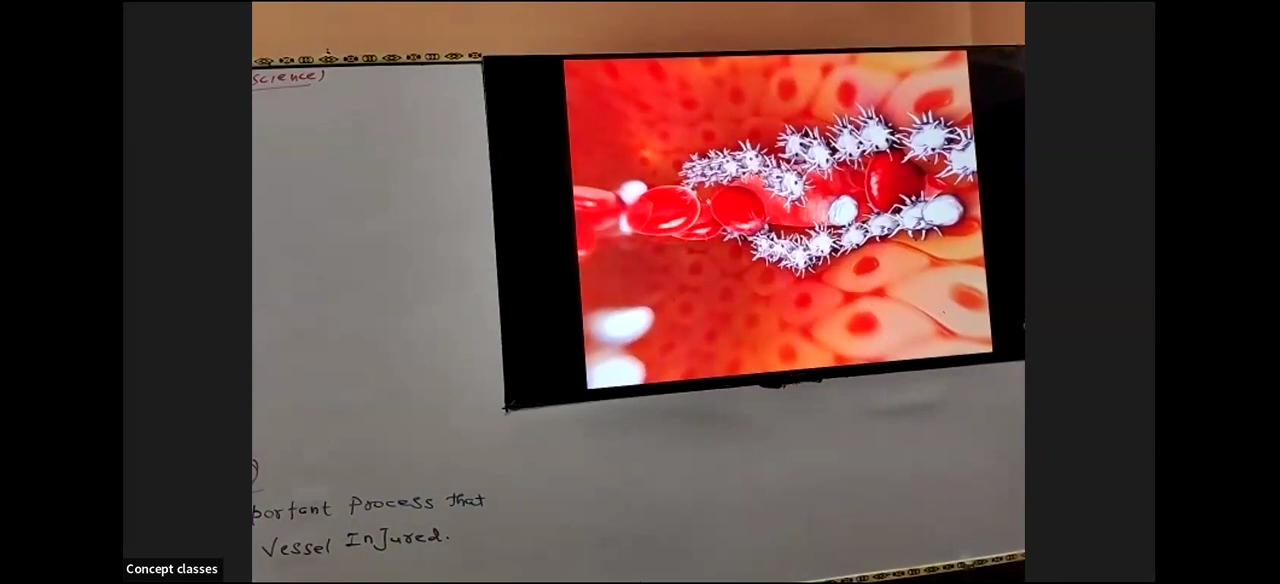 science)
portant Process that
Vessel Injured.
Concept classes